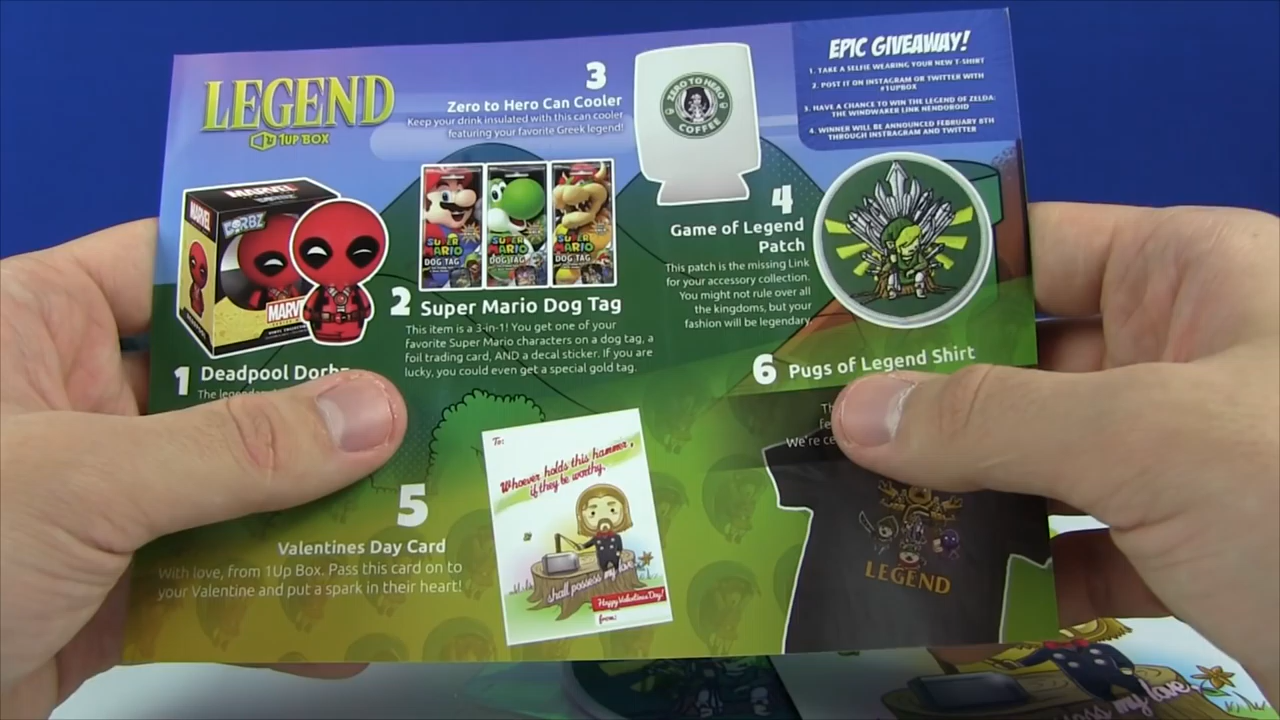 LEGEND
1UP BOX
3
Zero to Hero Can Cooler
Keep your drink insulated with this can cooler
featuring your favorite Greek legend!
ZERO TO HERO
COFFEE
EPIC GIVEAWAY!
1. TAKE A SELFIE WEARING YOUR NEW T-SHIRT
2. POST IT ON INSTAGRAM OR TWITTER WITH
#1UPBOX
3. HAVE A CHANCE TO WIN THE LEGEND OF ZELDA:
THE WINDWAKER LINK NENDOROID
4. WINNER WILL BE ANNOUNCED FEBRUARY 8TH
THROUGH INSTRAGRAM AND TWITTER
MARVEL
MARVEL
DORBZ
SUPER
MARIO
DOG TAG
SUPER
MARIO
DOG TAG
SUPER
MARIO
DOG TAG
1 Deadpool Dorbz
The
2 Super Mario Dog Tag
This item is a 3-in-1! You get one of your
favorite Super Mario characters on a dog tag, a
foil trading card, AND a decal sticker. If you are
lucky, you could even get a special gold tag.
4
Game of Legend
Patch
This patch is the missing Link
for your accessory collection.
You might not rule over all
the kingdoms, but your
fashion will be legendary.
6 Pugs of Legend Shirt
We're
LEGEND
5
Valentines Day Card
With love, from 1Up Box. Pass this card on to
your Valentine and put a spark in their heart!
To:
Whoever holds this hammer,
if they be worthy,
shall possess my love.
Happy Valentines Day!
from:
my love.